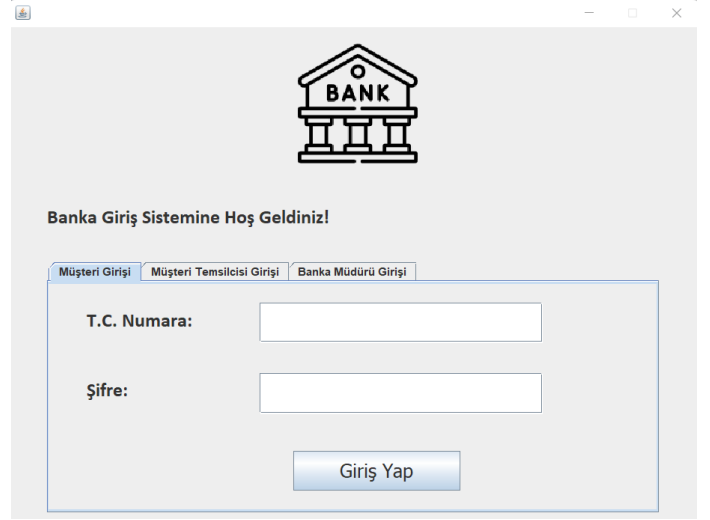 BANK
Banka Giriş Sistemine Hoş Geldiniz!
Müşteri Girişi Müşteri Temsilcisi Girişi Banka Müdürü Girişi
T.C. Numara:
Şifre:
Giriş Yap